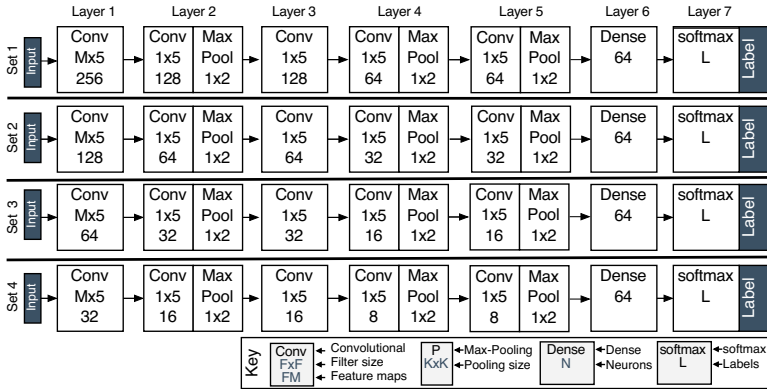 Layer 1 Layer 2 Layer 3 Layer 4 Layer 5 Layer 6 Layer 7
Set 1
Input
Conv Conv Max Conv Conv Max Conv Max Dense softmax
Mx5 1x5 Pool 1x5 1x5 Pool 1x5 Pool 64 L
256 128 1x2 128 64 1x2 64 1x2
Label
Set 2
Input
Conv Conv Max Conv Conv Max Conv Max Dense softmax
Mx5 1x5 Pool 1x5 1x5 Pool 1x5 Pool 64 L
128 64 1x2 64 32 1x2 32 1x2
Label
Set 3
Input
Conv Conv Max Conv Conv Max Conv Max Dense softmax
Mx5 1x5 Pool 1x5 1x5 Pool 1x5 Pool 64 L
64 32 1x2 32 16 1x2 16 1x2
Label
Set 4
Input
Conv Conv Max Conv Conv Max Conv Max Dense softmax
Mx5 1x5 Pool 1x5 1x5 Pool 1x5 Pool 64 L
32 16 1x2 16 8 1x2 8 1x2
Label
Key
Conv Convolutional P Max-Pooling Dense Dense softmax softmax
FxF Filter size KxK Pooling size N Neurons L Labels
FM Feature maps